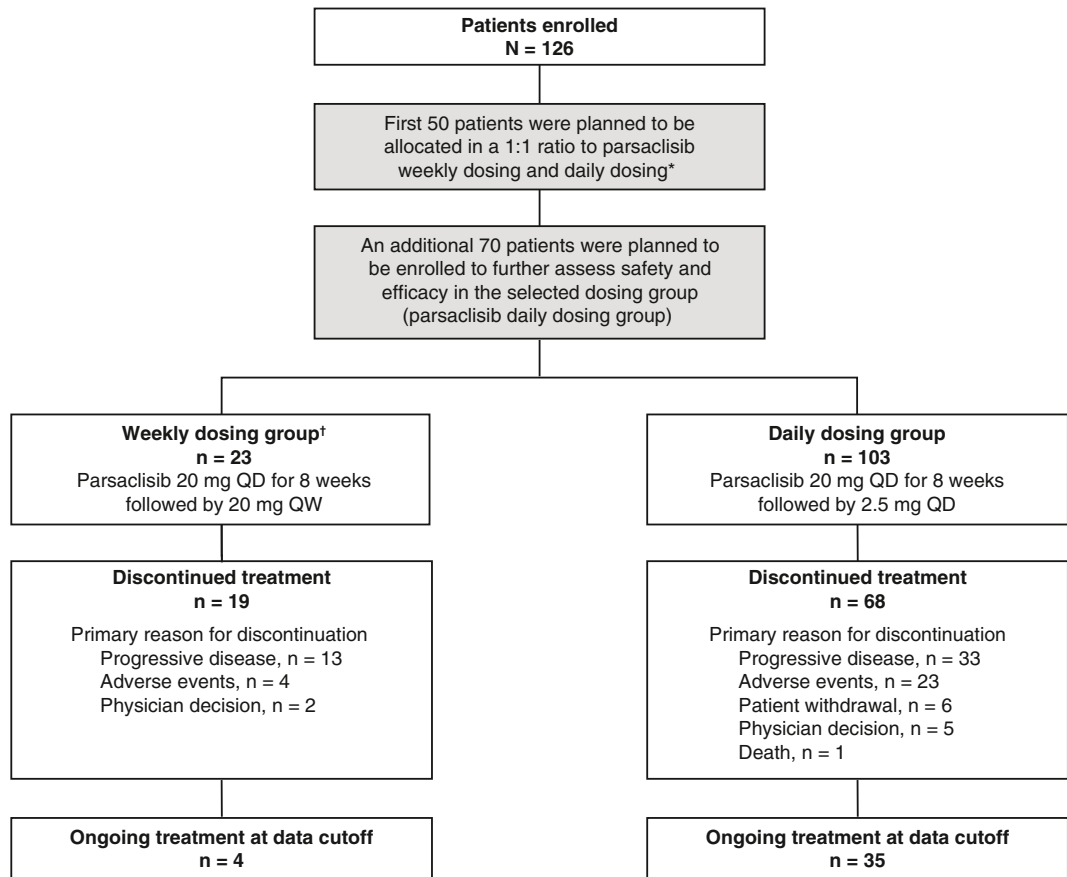 Patients enrolled
N = 126
First 50 patients were planned to be
allocated in a 1:1 ratio to parsaclisib
weekly dosing and daily dosing*
An additional 70 patients were planned to
be enrolled to further assess safety and
efficacy in the selected dosing group
(parsaclisib daily dosing group)
Weekly dosing group†
n = 23
Parsaclisib 20 mg QD for 8 weeks
followed by 20 mg QW
Daily dosing group
n = 103
Parsaclisib 20 mg QD for 8 weeks
followed by 2.5 mg QD
Discontinued treatment
n = 19
Primary reason for discontinuation
Progressive disease, n = 13
Adverse events, n = 4
Physician decision, n = 2
Discontinued treatment
n = 68
Primary reason for discontinuation
Progressive disease, n = 33
Adverse events, n = 23
Patient withdrawal, n = 6
Physician decision, n = 5
Death, n = 1
Ongoing treatment at data cutoff
n = 4
Ongoing treatment at data cutoff
n = 35